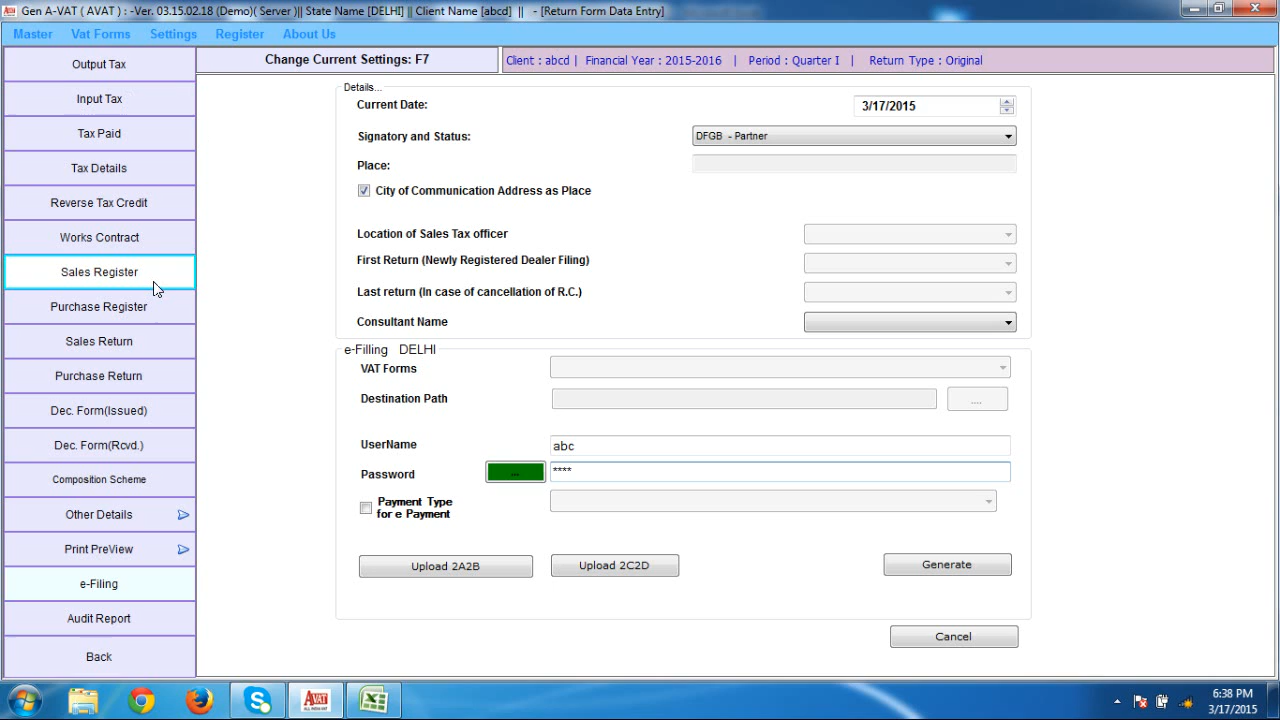 Gen A-VAT ( AVAT ) : -Ver. 03.15.02.18 (Demo)( Server )|| State Name [DELHI] || Client Name [abcd] || - [Return Form Data Entry]
Master Vat Forms Settings Register About Us
Change Current Settings: F7
Client : abcd | Financial Year : 2015-2016 | Period : Quarter I | Return Type : Original
Output Tax
Input Tax
Tax Paid
Tax Details
Reverse Tax Credit
Works Contract
Sales Register
Purchase Register
Sales Return
Purchase Return
Dec. Form(Issued)
Dec. Form(Rcvd.)
Composition Scheme
Other Details
Print PreView
e-Filing
Audit Report
Back
Details...
Current Date: 3/17/2015
Signatory and Status: DFGB - Partner
Place:
City of Communication Address as Place
Location of Sales Tax officer
First Return (Newly Registered Dealer Filing)
Last return (In case of cancellation of R.C.)
Consultant Name
e-Filling DELHI
VAT Forms
Destination Path ....
UserName abc
Password ... ****
Payment Type
for e Payment
Upload 2A2B Upload 2C2D Generate
Cancel
AVAT
6:38 PM
3/17/2015